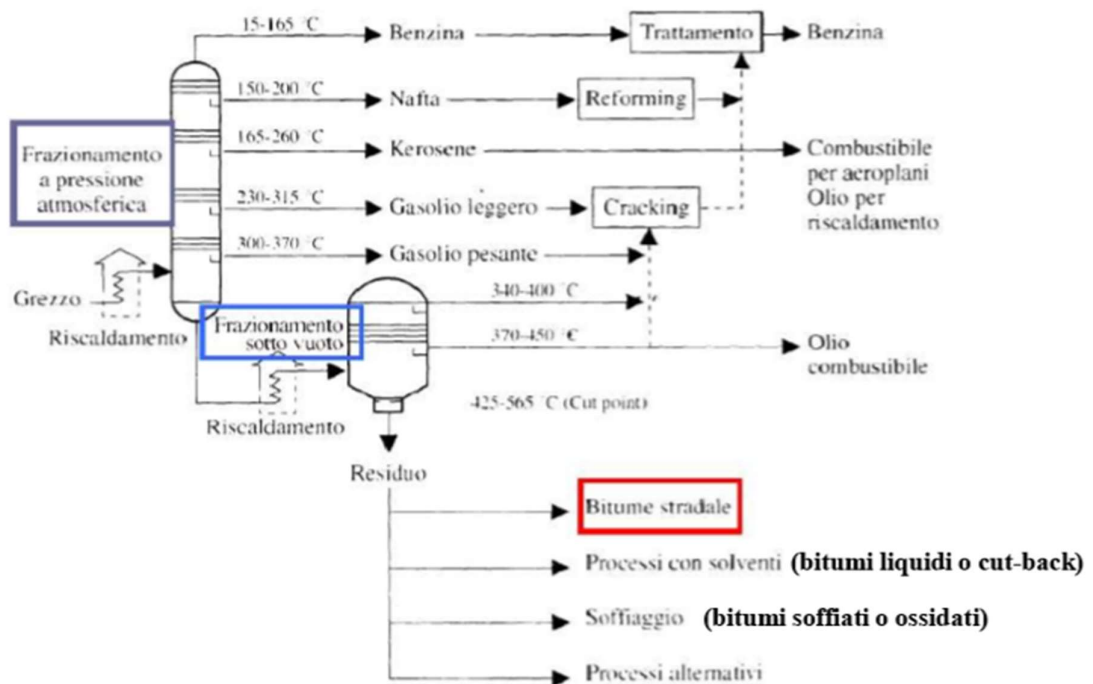 15-165 °C
Benzina
Trattamento
Benzina
150-200 °C
Nafta
Reforming
165-260 °C
Kerosene
Combustibile
per aeroplani
Olio per
riscaldamento
Frazionamento
a pressione
atmosferica
230-315 °C
Gasolio leggero
Cracking
300-370 °C
Gasolio pesante
Grezzo
Riscaldamento
340-400 °C
Frazionamento
sotto vuoto
370-450 °C
Olio
combustibile
Riscaldamento
425-565 °C (Cut point)
Residuo
Bitume stradale
Processi con solventi (bitumi liquidi o cut-back)
Soffiaggio (bitumi soffiati o ossidati)
Processi alternativi